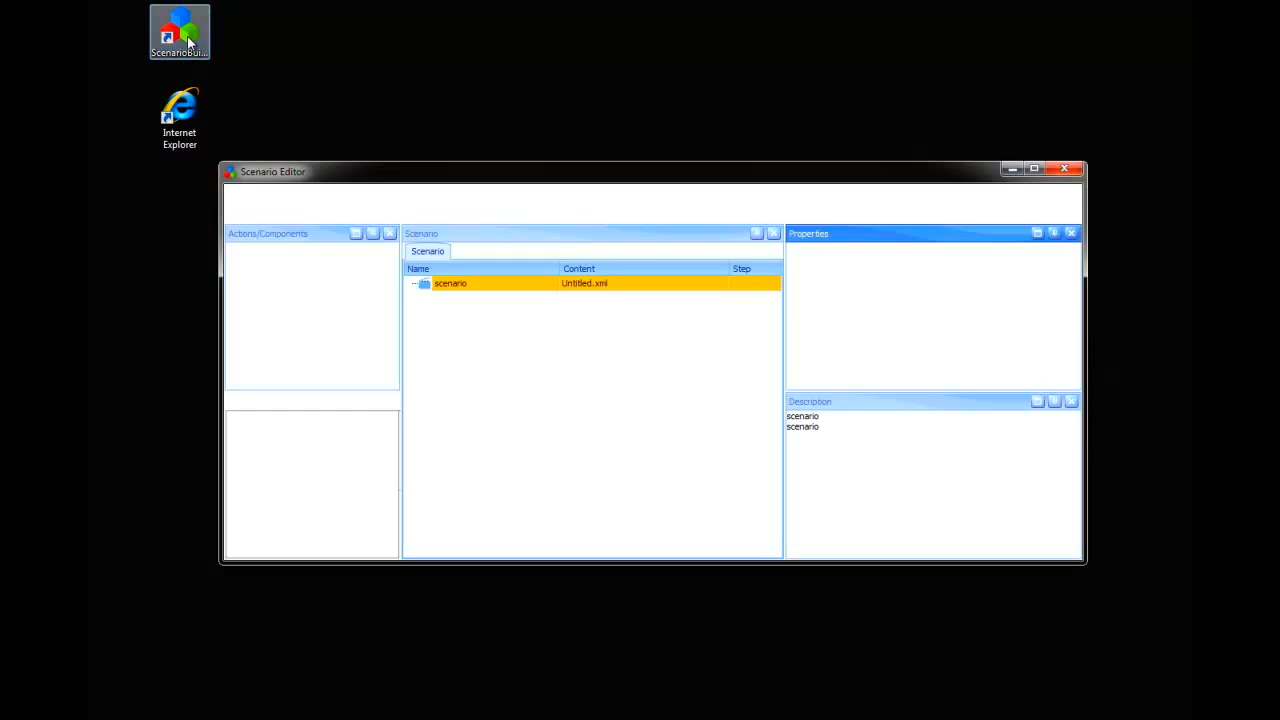 ScenarioBui...
Internet
Explorer
Scenario Editor
Actions/Components
Scenario
Properties
Scenario
Name Content Step
scenario Untitled.xml
Description
scenario
scenario